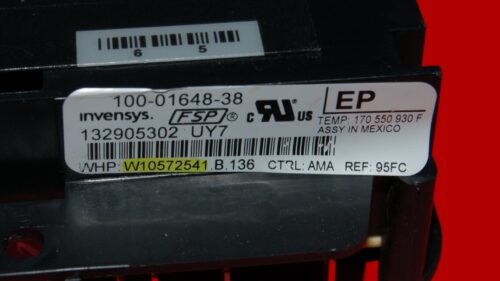 6 5
100-01648-38
invensys. FSP® c UR US EP
132905302 UY7 TEMP. 170 550 930 F
ASSY IN MEXICO
WHP: W10572541.B.136 CTRL: AMA REF: 95FC